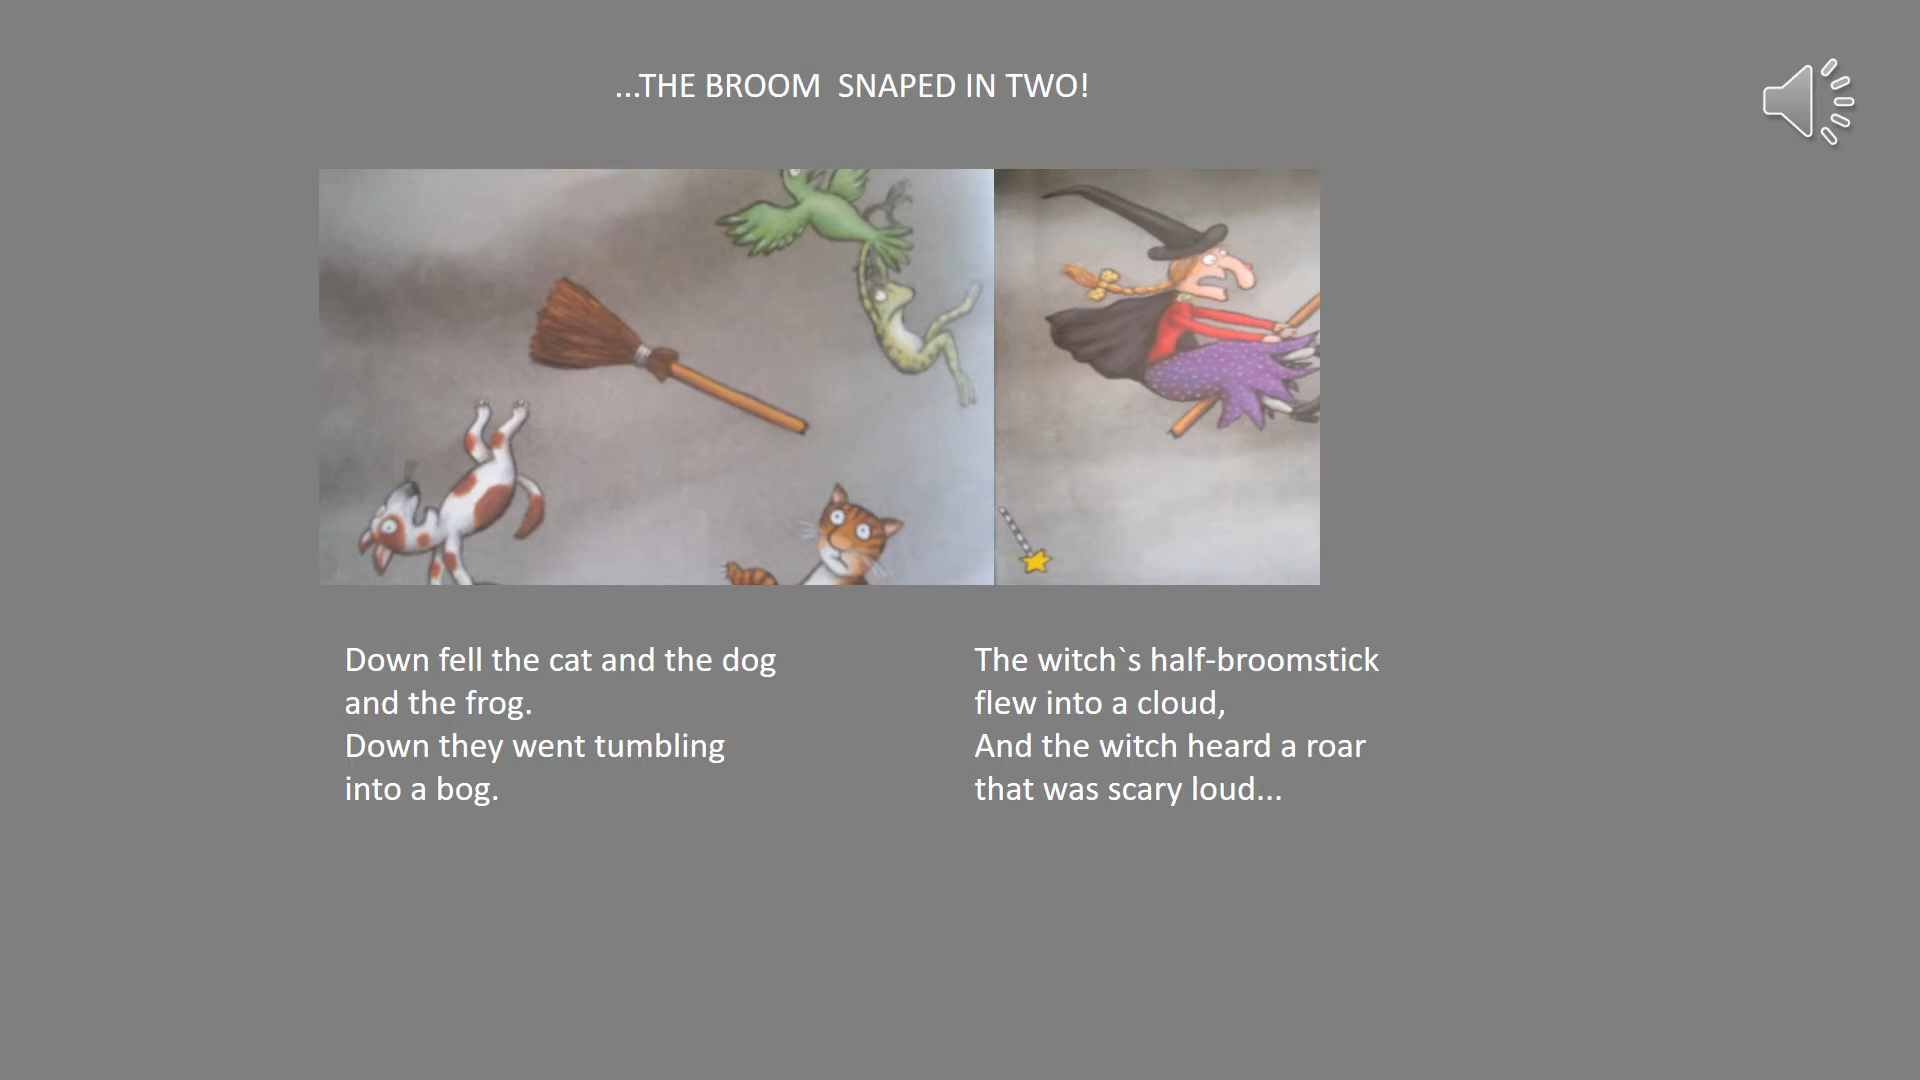 ...THE BROOM  SNAPED IN TWO!
Down fell the cat and the dog
and the frog.
Down they went tumbling
into a bog.
The witch`s half-broomstick
flew into a cloud,
And the witch heard a roar
that was scary loud...